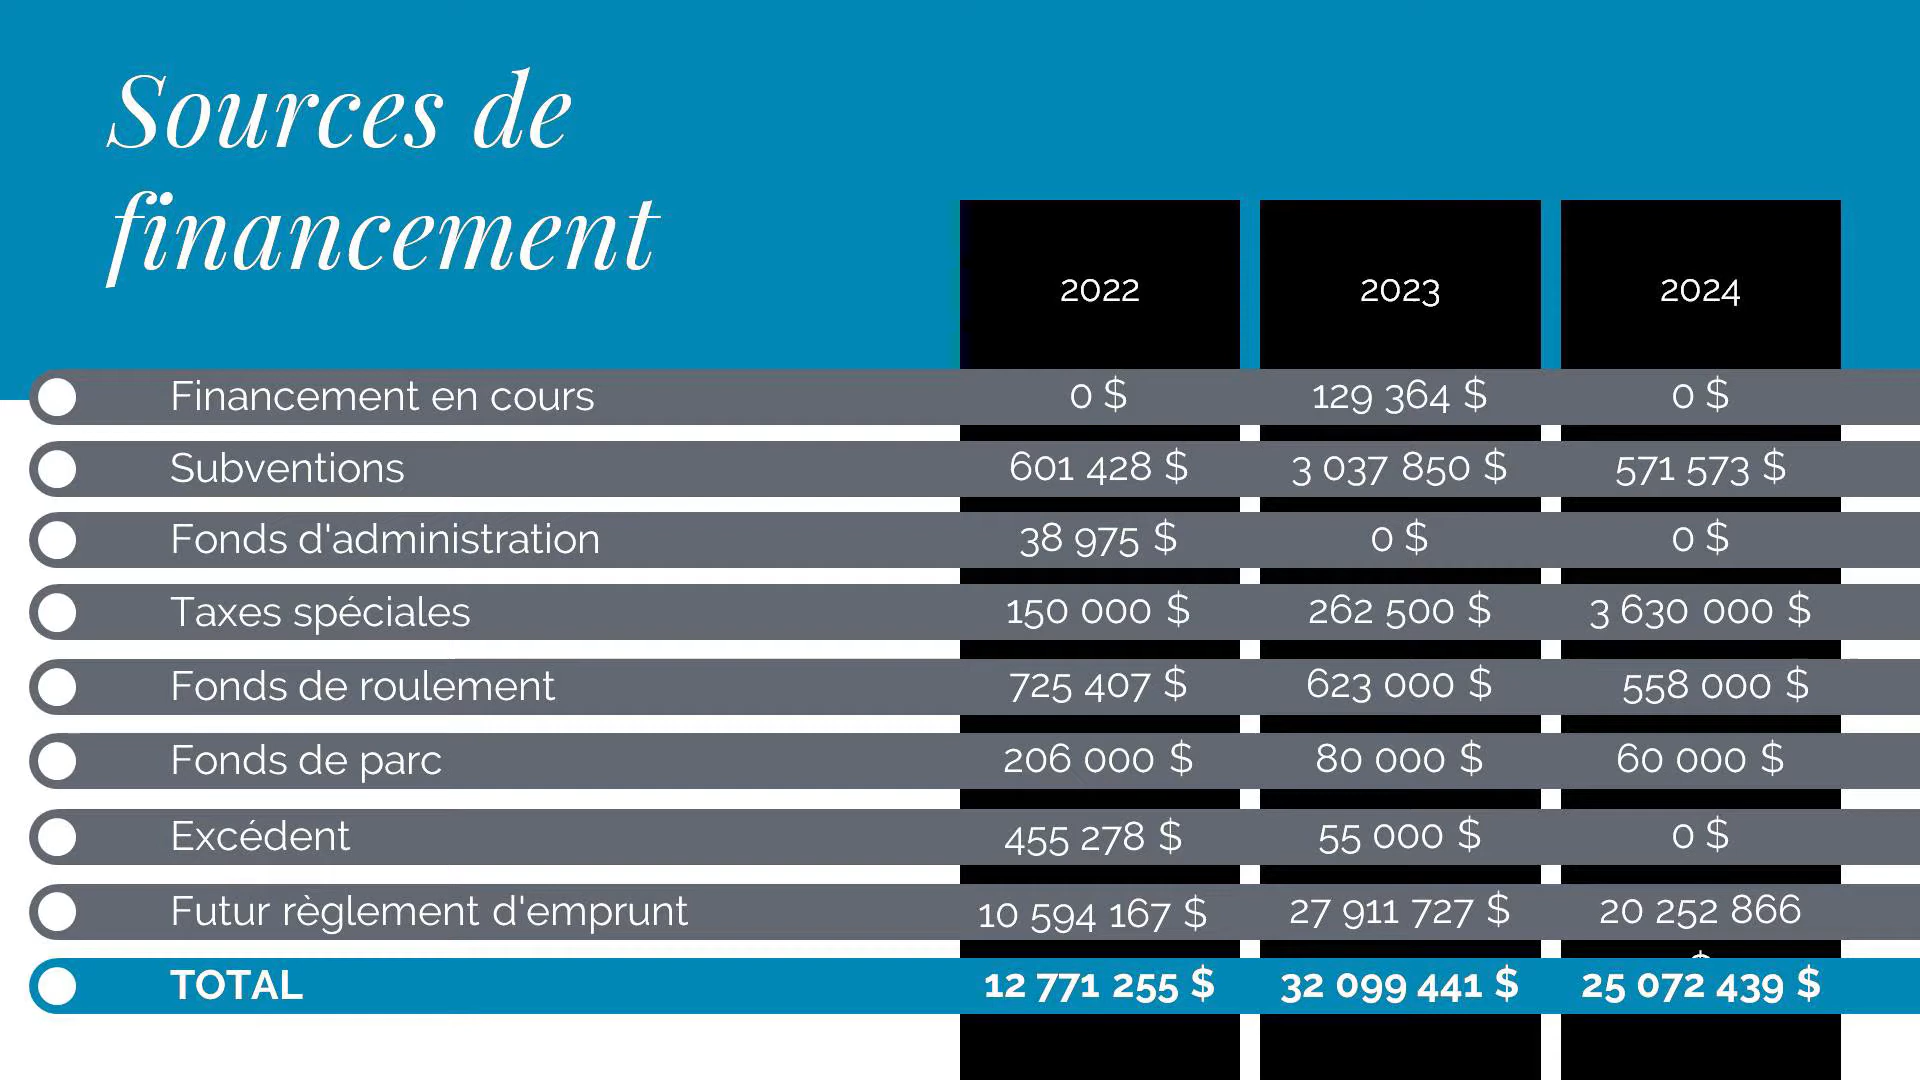 Sources de
financement
2022 2023 2024
Financement en cours 0 $ 129 364 $ 0 $
Subventions 601 428 $ 3 037 850 $ 571 573 $
Fonds d'administration 38 975 $ 0 $ 0 $
Taxes spéciales 150 000 $ 262 500 $ 3 630 000 $
Fonds de roulement 725 407 $ 623 000 $ 558 000 $
Fonds de parc 206 000 $ 80 000 $ 60 000 $
Excédent 455 278 $ 55 000 $ 0 $
Futur règlement d'emprunt 10 594 167 $ 27 911 727 $ 20 252 866
$
TOTAL 12 771 255 $ 32 099 441 $ 25 072 439 $